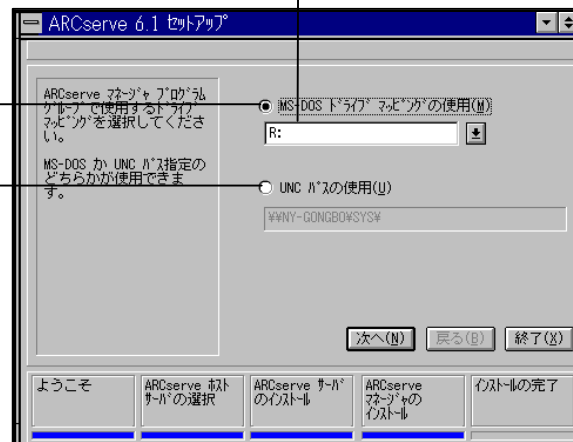 ARCserve 6.1 ｾｯﾄｱｯﾌﾟ
ARCserve ﾏﾈｰｼﾞｬ ﾌﾟﾛｸﾞﾗﾑ
ｸﾞﾙｰﾌﾟで使用するﾄﾞﾗｲﾌﾞ
ﾏｯﾋﾟﾝｸﾞを選択してくださ
い。
MS-DOS か UNC ﾊﾟｽ指定の
どちらかが使用できま
す。
MS-DOS ﾄﾞﾗｲﾌﾞ ﾏｯﾋﾟﾝｸﾞの使用(M)
R:
UNC ﾊﾟｽの使用(U)
¥¥NY-GONGBO¥SYS¥
次へ(N) 戻る(B) 終了(X)
ようこそ
ARCserve ﾎｽﾄ
ｻｰﾊﾞの選択
ARCserve ｻｰﾊﾞ
のｲﾝｽﾄｰﾙ
ARCserve
ﾏﾈｰｼﾞｬの
ｲﾝｽﾄｰﾙ
ｲﾝｽﾄｰﾙの完了